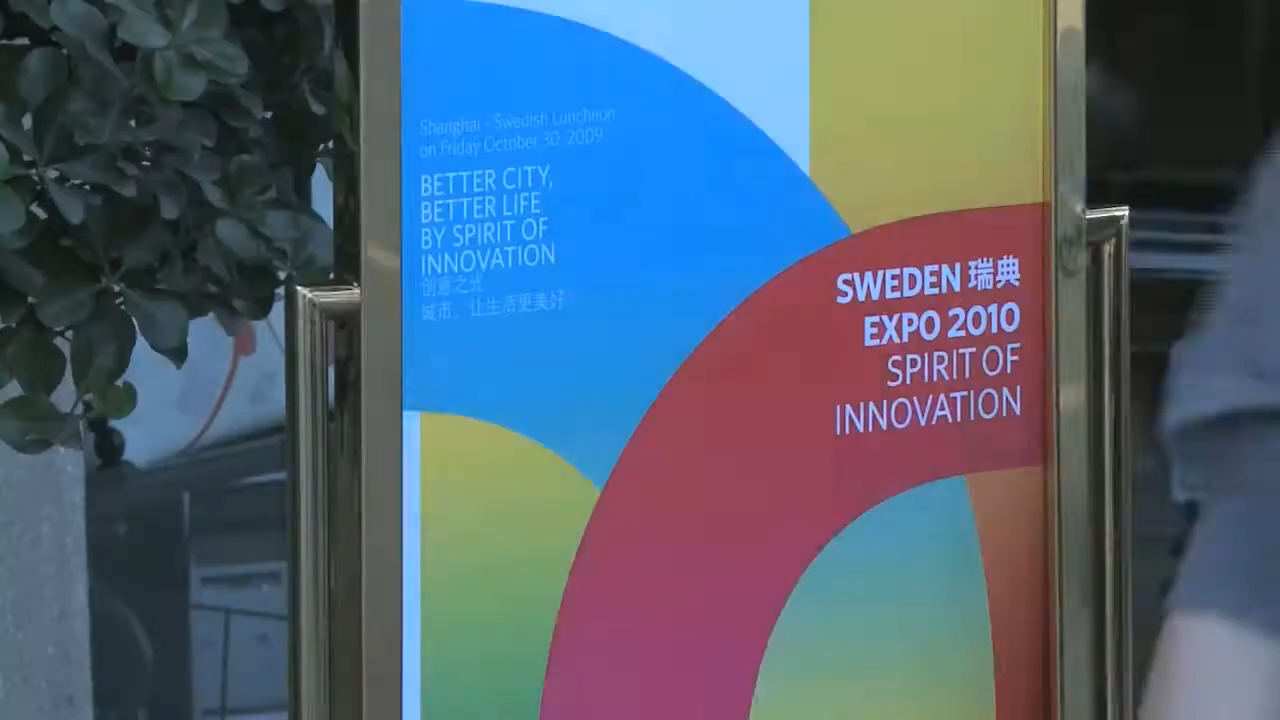 Shanghai - Swedish Luncheon
on Friday October 30, 2009.
BETTER CITY,
BETTER LIFE
BY SPIRIT OF
INNOVATION
创意之光
城市，让生活更美好
SWEDEN 瑞典
EXPO 2010
SPIRIT OF
INNOVATION